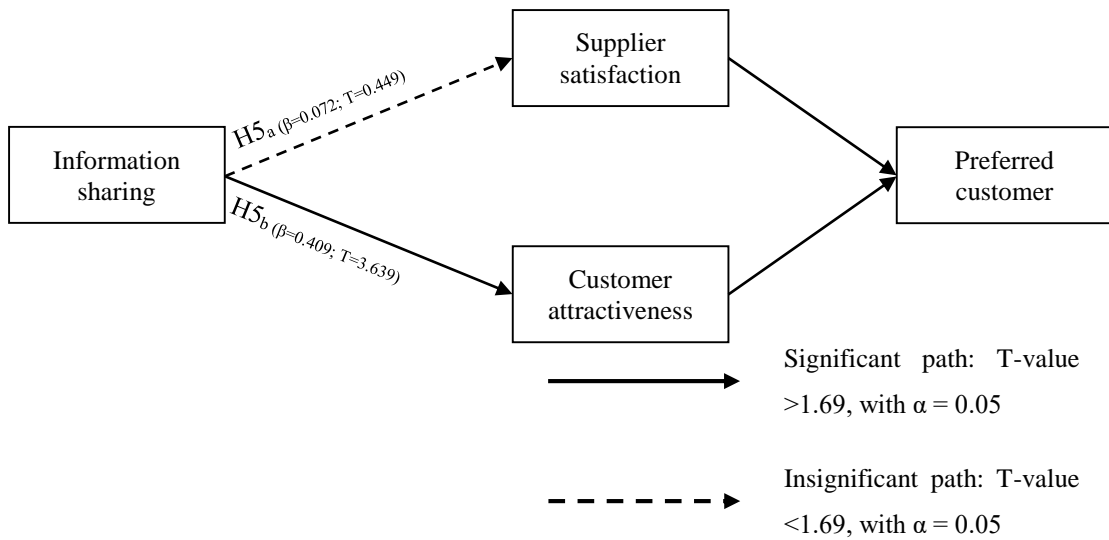 Supplier
satisfaction
H5a (β=0.072; T=0.449)
Information
sharing
Preferred
customer
H5b (β=0.409; T=3.639)
Customer
attractiveness
Significant path: T-value
>1.69, with α = 0.05
Insignificant path: T-value
<1.69, with α = 0.05